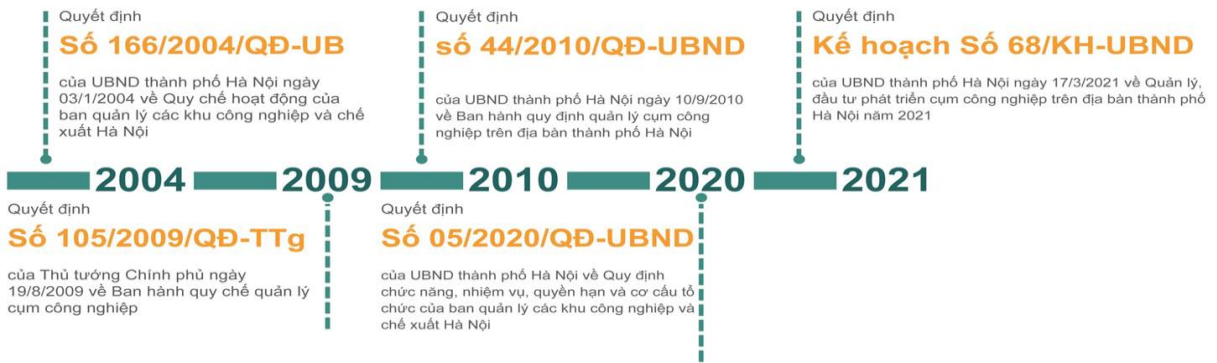 Quyết định
Số 166/2004/QĐ-UB
của UBND thành phố Hà Nội ngày
03/1/2004 về Quy chế hoạt động của
ban quản lý các khu công nghiệp và chế
xuất Hà Nội
Quyết định
số 44/2010/QĐ-UBND
của UBND thành phố Hà Nội ngày 10/9/2010
về Ban hành quy định quản lý cụm công
nghiệp trên địa bàn thành phố Hà Nội
Quyết định
Kế hoạch Số 68/KH-UBND
của UBND thành phố Hà Nội ngày 17/3/2021 về Quản lý,
đầu tư phát triển cụm công nghiệp trên địa bàn thành phố
Hà Nội năm 2021
2004 2009 2010 2020 2021
Quyết định
Số 105/2009/QĐ-TTg
của Thủ tướng Chính phủ ngày
19/8/2009 về Ban hành quy chế quản lý
cụm công nghiệp
Quyết định
Số 05/2020/QĐ-UBND
của UBND thành phố Hà Nội về Quy định
chức năng, nhiệm vụ, quyền hạn và cơ cấu tổ
chức của ban quản lý các khu công nghiệp và
chế xuất Hà Nội